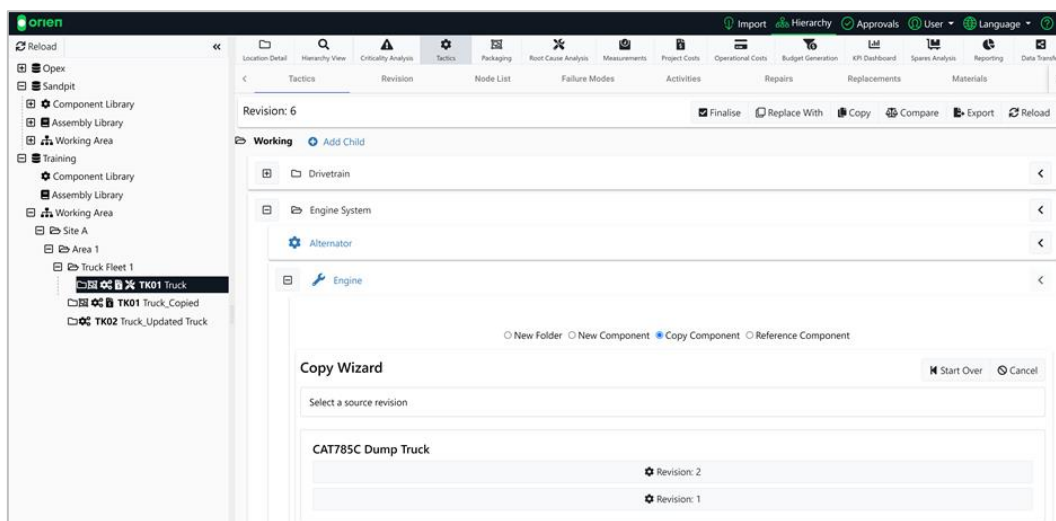 orien
Import Hierarchy Approvals User Language
Reload
Opex
Sandpit
Component Library
Assembly Library
Working Area
Training
Component Library
Assembly Library
Working Area
Site A
Area 1
Truck Fleet 1
TK01 Truck
TK01 Truck_Copied
TK02 Truck_Updated Truck
Location Detail Hierarchy View Criticality Analysis Tactics Packaging Root Cause Analysis Measurements Project Costs Operational Costs Budget Generation KPI Dashboard Spares Analysis Reporting Data Transfe
Tactics Revision Node List Failure Modes Activities Repairs Replacements Materials
Revision: 6
Finalise Replace With Copy Compare Export Reload
Working Add Child
Drivetrain
Engine System
Alternator
Engine
New Folder New Component Copy Component Reference Component
Copy Wizard
Start Over Cancel
Select a source revision
CAT785C Dump Truck
Revision: 2
Revision: 1